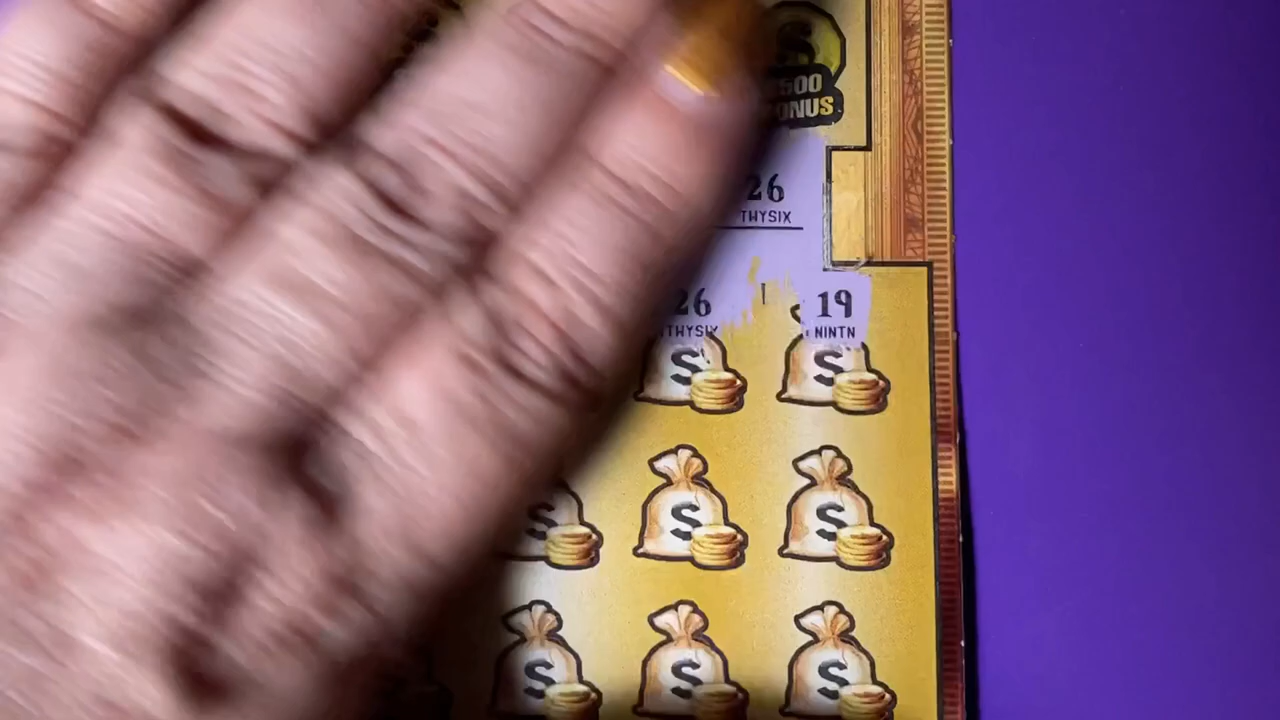 $
500
BONUS
26
THYSIX
26 19
THYSIX NINTN
$ $
$ $ $
$ $ $